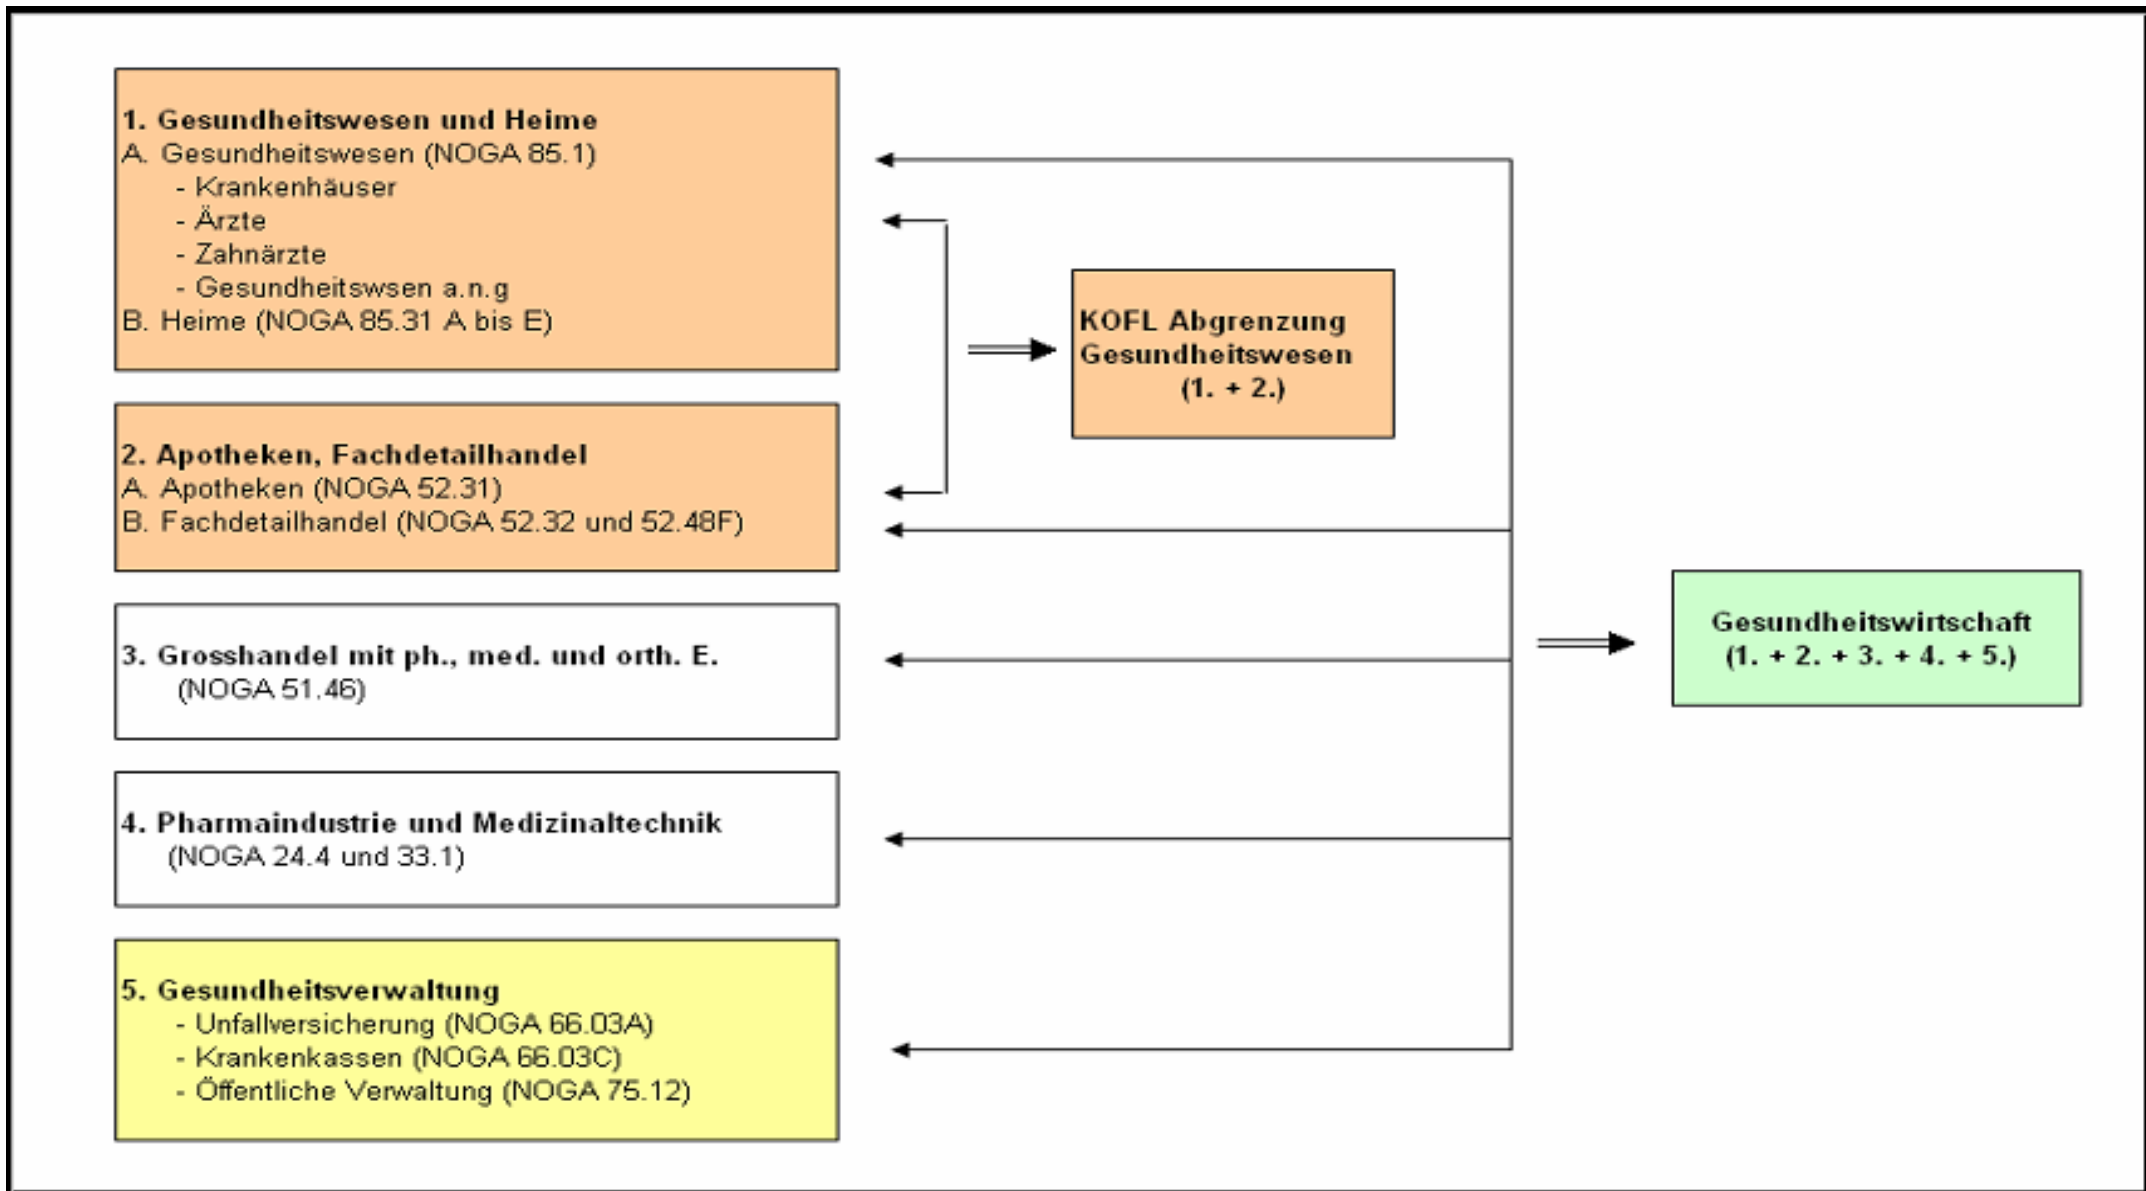 1. Gesundheitswesen und Heime
A. Gesundheitswesen (NOGA 85.1)
- Krankenhäuser
- Ärzte
- Zahnärzte
- Gesundheitswsen a.n.g
B. Heime (NOGA 85.31 A bis E)
KOFL Abgrenzung
Gesundheitswesen
(1. + 2.)
2. Apotheken, Fachdetailhandel
A. Apotheken (NOGA 52.31)
B. Fachdetailhandel (NOGA 52.32 und 52.48F)
3. Grosshandel mit ph., med. und orth. E.
(NOGA 51.46)
Gesundheitswirtschaft
(1. + 2. + 3. + 4. + 5.)
4. Pharmaindustrie und Medizinaltechnik
(NOGA 24.4 und 33.1)
5. Gesundheitsverwaltung
- Unfallversicherung (NOGA 66.03A)
- Krankenkassen (NOGA 66.03C)
- Öffentliche Verwaltung (NOGA 75.12)